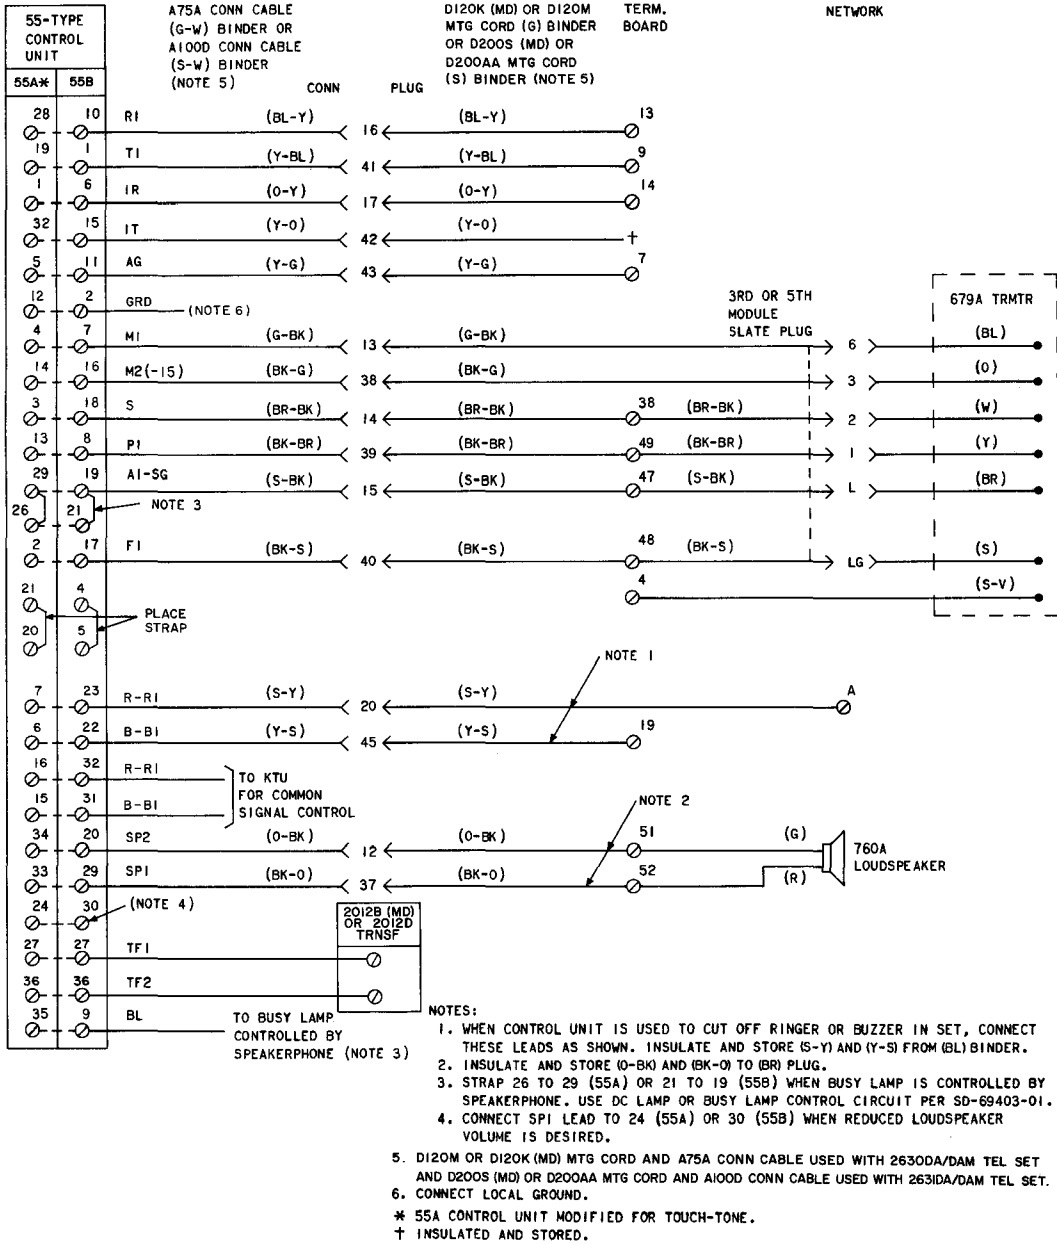 55-TYPE
CONTROL
UNIT
55A* 55B
A75A CONN CABLE
(G-W) BINDER OR
A100D CONN CABLE
(S-W) BINDER
(NOTE 5)
CONN
PLUG
D120K (MD) OR D120M
MTG CORD (G) BINDER
OR D200S (MD) OR
D200AA MTG CORD
(S) BINDER (NOTE 5)
TERM.
BOARD
NETWORK
28 10 R1 (BL-Y) 16 (BL-Y) 13
19 1 T1 (Y-BL) 41 (Y-BL) 9
1 6 IR (O-Y) 17 (O-Y) 14
32 15 IT (Y-O) 42 (Y-O) †
5 11 AG (Y-G) 43 (Y-G) 7
12 2 GRD (NOTE 6)
3RD OR 5TH
MODULE
SLATE PLUG
679A TRMTR
4 7 M1 (G-BK) 13 (G-BK) 6 (BL)
14 16 M2(-15) (BK-G) 38 (BK-G) 3 (O)
3 18 S (BR-BK) 14 (BR-BK) 38 (BR-BK) 2 (W)
13 8 P1 (BK-BR) 39 (BK-BR) 49 (BK-BR) 1 (Y)
29 19 A1-SG (S-BK) 15 (S-BK) 47 (S-BK) L (BR)
26 21 NOTE 3
2 17 F1 (BK-S) 40 (BK-S) 48 (BK-S) LG (S)
21 4 4 (S-V)
PLACE
STRAP
20 5
NOTE 1
7 23 R-R1 (S-Y) 20 (S-Y) A
6 22 B-B1 (Y-S) 45 (Y-S) 19
16 32 R-R1
15 31 B-B1
TO KTU
FOR COMMON
SIGNAL CONTROL
NOTE 2
34 20 SP2 (O-BK) 12 (O-BK) 51 (G)
33 29 SP1 (BK-O) 37 (BK-O) 52 (R)
760A
LOUDSPEAKER
24 30 (NOTE 4)
2012B (MD)
OR 2012D
TRNSF
27 27 TF1
36 36 TF2
35 9 BL
TO BUSY LAMP
CONTROLLED BY
SPEAKERPHONE (NOTE 3)
NOTES:
1. WHEN CONTROL UNIT IS USED TO CUT OFF RINGER OR BUZZER IN SET, CONNECT
THESE LEADS AS SHOWN. INSULATE AND STORE (S-Y) AND (Y-S) FROM (BL) BINDER.
2. INSULATE AND STORE (O-BK) AND (BK-O) TO (BR) PLUG.
3. STRAP 26 TO 29 (55A) OR 21 TO 19 (55B) WHEN BUSY LAMP IS CONTROLLED BY
SPEAKERPHONE. USE DC LAMP OR BUSY LAMP CONTROL CIRCUIT PER SD-69403-01.
4. CONNECT SP1 LEAD TO 24 (55A) OR 30 (55B) WHEN REDUCED LOUDSPEAKER
VOLUME IS DESIRED.
5. D120M OR D120K (MD) MTG CORD AND A75A CONN CABLE USED WITH 2630DA/DAM TEL SET
AND D200S (MD) OR D200AA MTG CORD AND A100D CONN CABLE USED WITH 2631DA/DAM TEL SET.
6. CONNECT LOCAL GROUND.
* 55A CONTROL UNIT MODIFIED FOR TOUCH-TONE.
† INSULATED AND STORED.